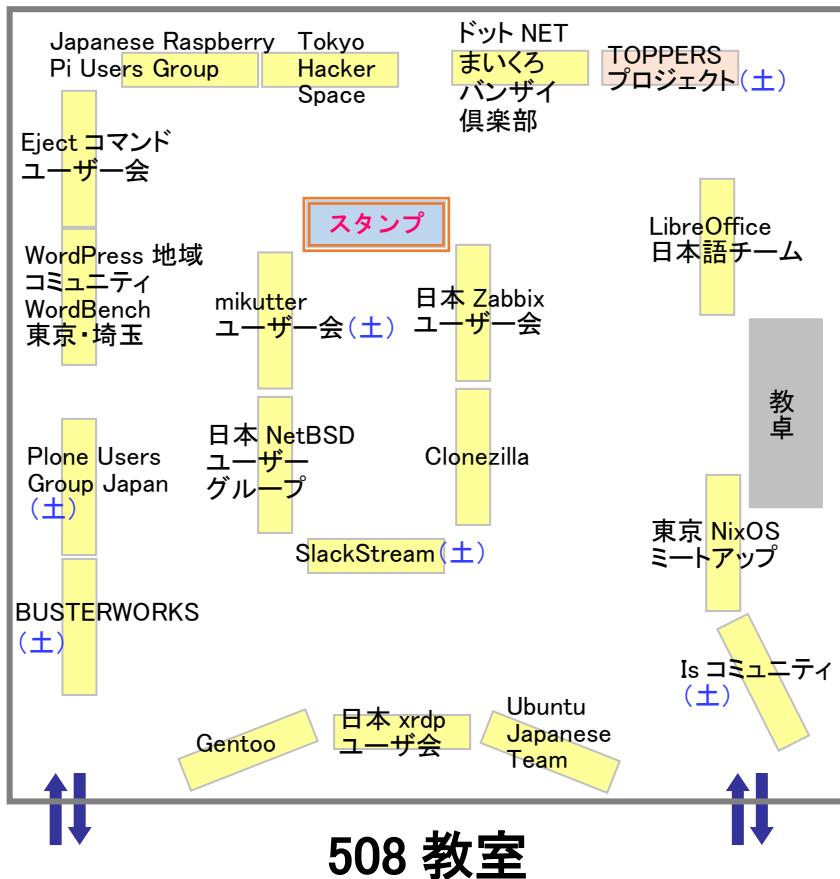 Japanese Raspberry
Pi Users Group
Tokyo
Hacker
Space
ドット NET
まいくろ
バンザイ
倶楽部
TOPPERS
プロジェクト(土)
Eject コマンド
ユーザー会
スタンプ
LibreOffice
日本語チーム
WordPress 地域
コミュニティ
WordBench
東京・埼玉
mikutter
ユーザー会(土)
日本 Zabbix
ユーザー会
教
卓
Plone Users
Group Japan
(土)
日本 NetBSD
ユーザー
グループ
Clonezilla
東京 NixOS
ミートアップ
SlackStream(土)
BUSTERWORKS
(土)
Is コミュニティ
(土)
Gentoo
日本 xrdp
ユーザ会
Ubuntu
Japanese
Team
508 教室